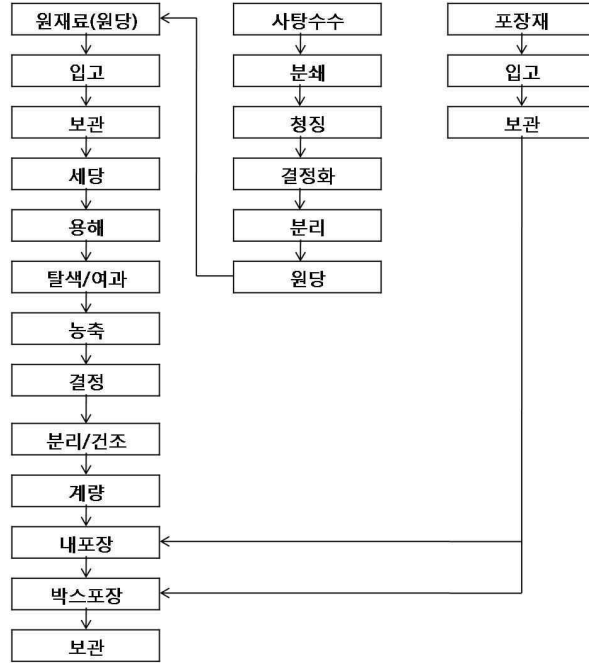 원재료(원당)
입고
보관
세당
용해
탈색/여과
농축
결정
분리/건조
계량
내포장
박스포장
보관
사탕수수
분쇄
청징
결정화
분리
원당
포장재
입고
보관